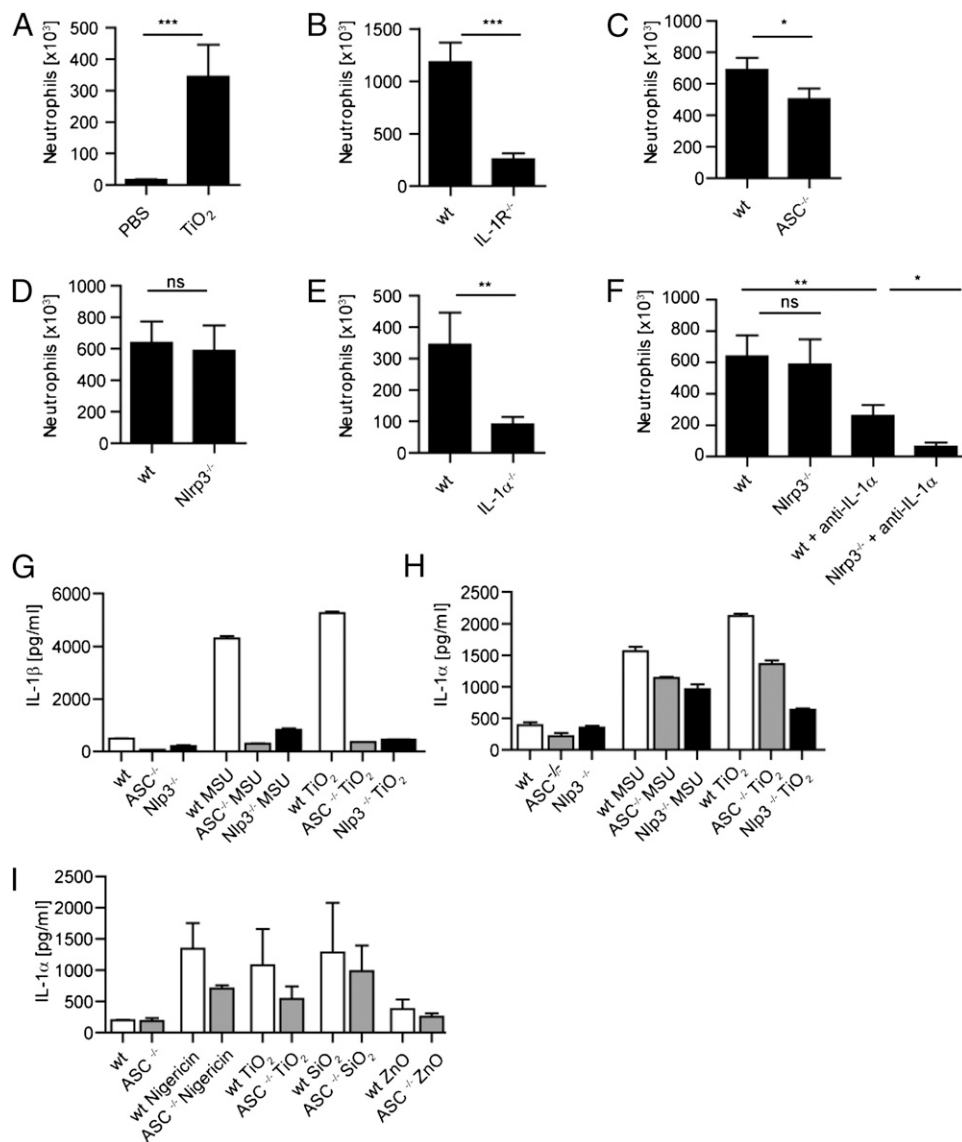 A
Neutrophils [x10³]
500
400
300
200
100
0
***
PBS
TiO₂
B
Neutrophils [x10³]
1500
1000
500
0
***
wt
IL-1R⁻/⁻
C
Neutrophils [x10³]
1000
800
600
400
200
0
*
wt
ASC⁻/⁻
D
Neutrophils [x10³]
1000
800
600
400
200
0
ns
wt
Nlrp3⁻/⁻
E
Neutrophils [x10³]
500
400
300
200
100
0
**
wt
IL-1α⁻/⁻
F
Neutrophils [x10³]
1000
800
600
400
200
0
**
*
ns
wt
Nlrp3⁻/⁻
wt + anti-IL-1α
Nlrp3⁻/⁻ + anti-IL-1α
G
IL-1β [pg/ml]
6000
4000
2000
0
wt
ASC⁻/⁻
Nlp3⁻/⁻
wt MSU
ASC⁻/⁻ MSU
Nlp3⁻/⁻ MSU
wt TiO₂
ASC⁻/⁻ TiO₂
Nlp3⁻/⁻ TiO₂
H
IL-1α [pg/ml]
2500
2000
1500
1000
500
0
wt
ASC⁻/⁻
Nlp3⁻/⁻
wt MSU
ASC⁻/⁻ MSU
Nlp3⁻/⁻ MSU
wt TiO₂
ASC⁻/⁻ TiO₂
Nlp3⁻/⁻ TiO₂
I
IL-1α [pg/ml]
2500
2000
1500
1000
500
0
wt
ASC⁻/⁻
wt Nigericin
ASC⁻/⁻ Nigericin
wt TiO₂
ASC⁻/⁻ TiO₂
wt SiO₂
ASC⁻/⁻ SiO₂
wt ZnO
ASC⁻/⁻ ZnO